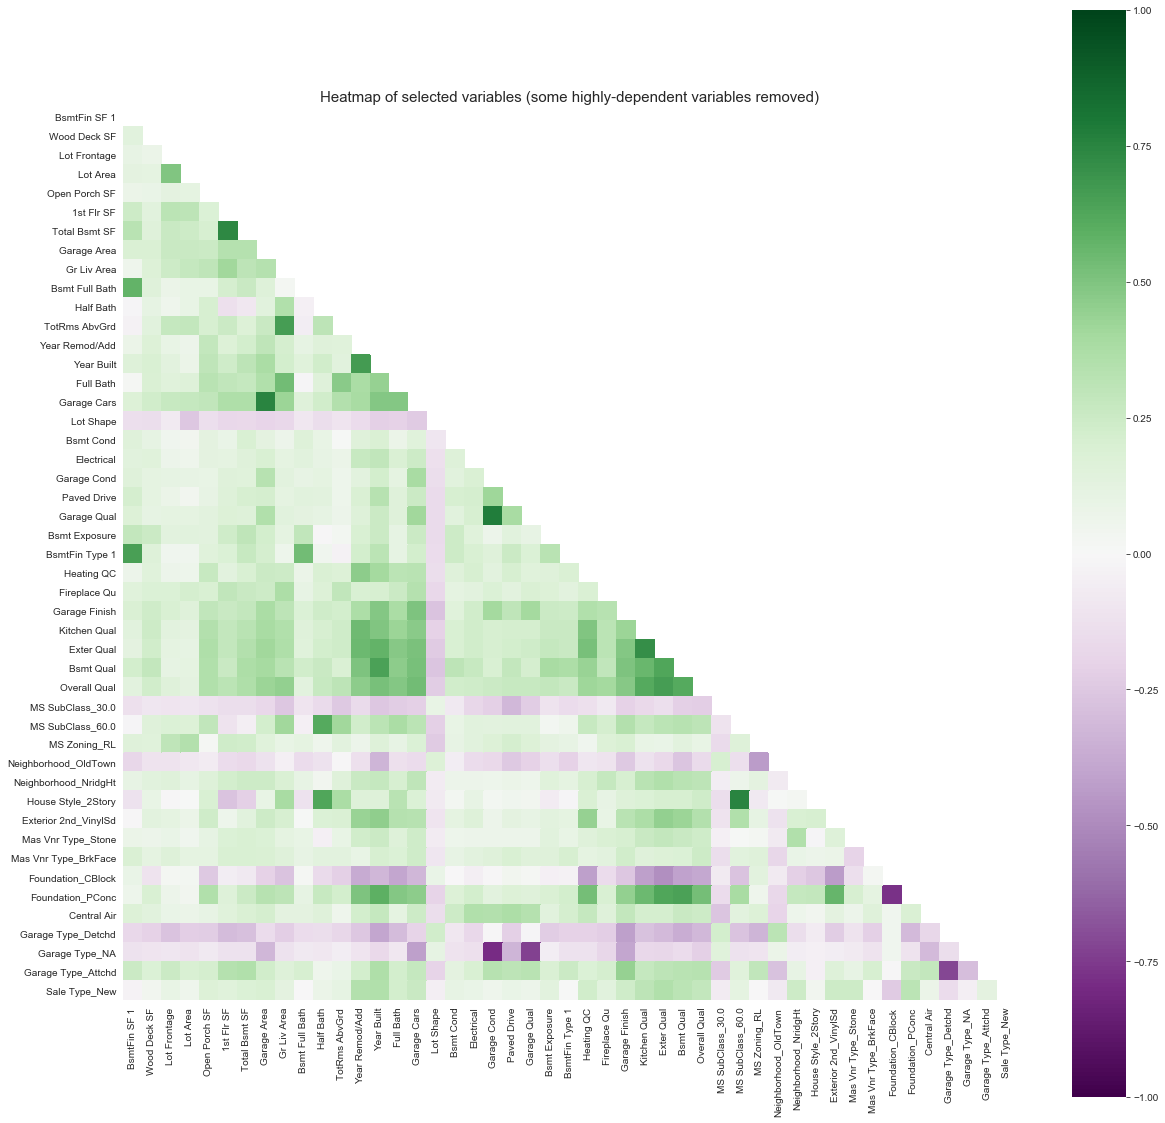 Heatmap of selected variables (some highly-dependent variables removed)
BsmtFin SF 1
Wood Deck SF
Lot Frontage
Lot Area
Open Porch SF
1st Flr SF
Total Bsmt SF
Garage Area
Gr Liv Area
Bsmt Full Bath
Half Bath
TotRms AbvGrd
Year Remod/Add
Year Built
Full Bath
Garage Cars
Lot Shape
Bsmt Cond
Electrical
Garage Cond
Paved Drive
Garage Qual
Bsmt Exposure
BsmtFin Type 1
Heating QC
Fireplace Qu
Garage Finish
Kitchen Qual
Exter Qual
Bsmt Qual
Overall Qual
MS SubClass_30.0
MS SubClass_60.0
MS Zoning_RL
Neighborhood_OldTown
Neighborhood_NridgHt
House Style_2Story
Exterior 2nd_VinylSd
Mas Vnr Type_Stone
Mas Vnr Type_BrkFace
Foundation_CBlock
Foundation_PConc
Central Air
Garage Type_Detchd
Garage Type_NA
Garage Type_Attchd
Sale Type_New
BsmtFin SF 1
Wood Deck SF
Lot Frontage
Lot Area
Open Porch SF
1st Flr SF
Total Bsmt SF
Garage Area
Gr Liv Area
Bsmt Full Bath
Half Bath
TotRms AbvGrd
Year Remod/Add
Year Built
Full Bath
Garage Cars
Lot Shape
Bsmt Cond
Electrical
Garage Cond
Paved Drive
Garage Qual
Bsmt Exposure
BsmtFin Type 1
Heating QC
Fireplace Qu
Garage Finish
Kitchen Qual
Exter Qual
Bsmt Qual
Overall Qual
MS SubClass_30.0
MS SubClass_60.0
MS Zoning_RL
Neighborhood_OldTown
Neighborhood_NridgHt
House Style_2Story
Exterior 2nd_VinylSd
Mas Vnr Type_Stone
Mas Vnr Type_BrkFace
Foundation_CBlock
Foundation_PConc
Central Air
Garage Type_Detchd
Garage Type_NA
Garage Type_Attchd
Sale Type_New
1.00
0.75
0.50
0.25
0.00
−0.25
−0.50
−0.75
−1.00